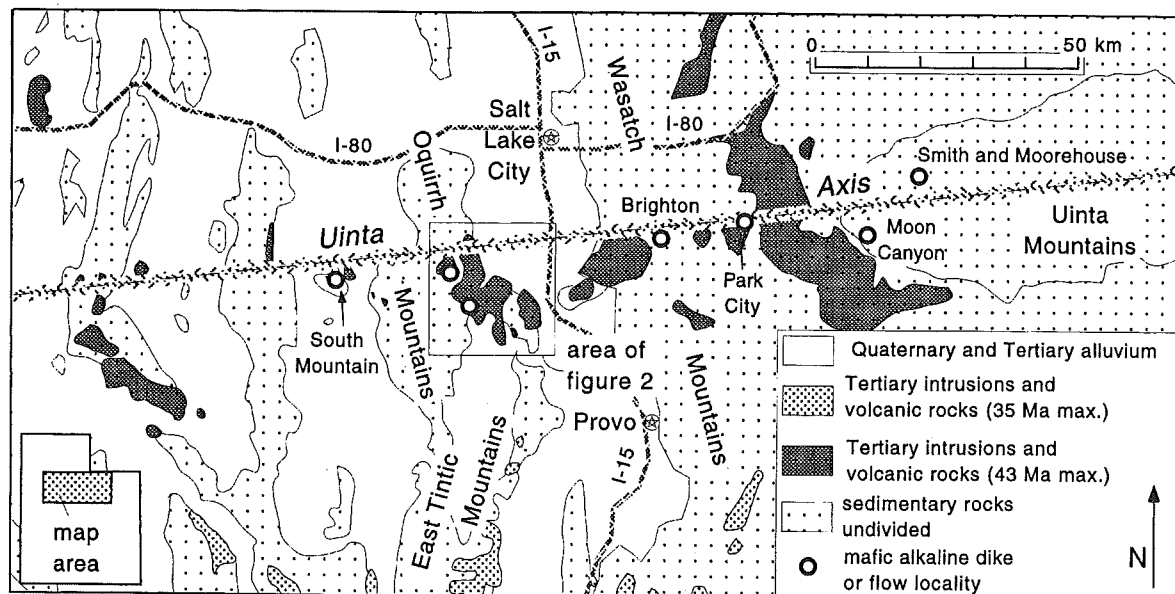 0
50 km
I-15
Wasatch
Salt
Lake
City
I-80
I-80
Oquirrh
Smith and Moorehouse
Axis
Brighton
Uinta
Uinta
Mountains
Moon
Canyon
Park
City
South
Mountain
Mountains
area of
figure 2
Provo
Mountains
I-15
East Tintic
Mountains
Quaternary and Tertiary alluvium
Tertiary intrusions and
volcanic rocks (35 Ma max.)
Tertiary intrusions and
volcanic rocks (43 Ma max.)
sedimentary rocks
undivided
mafic alkaline dike
or flow locality
map
area
N